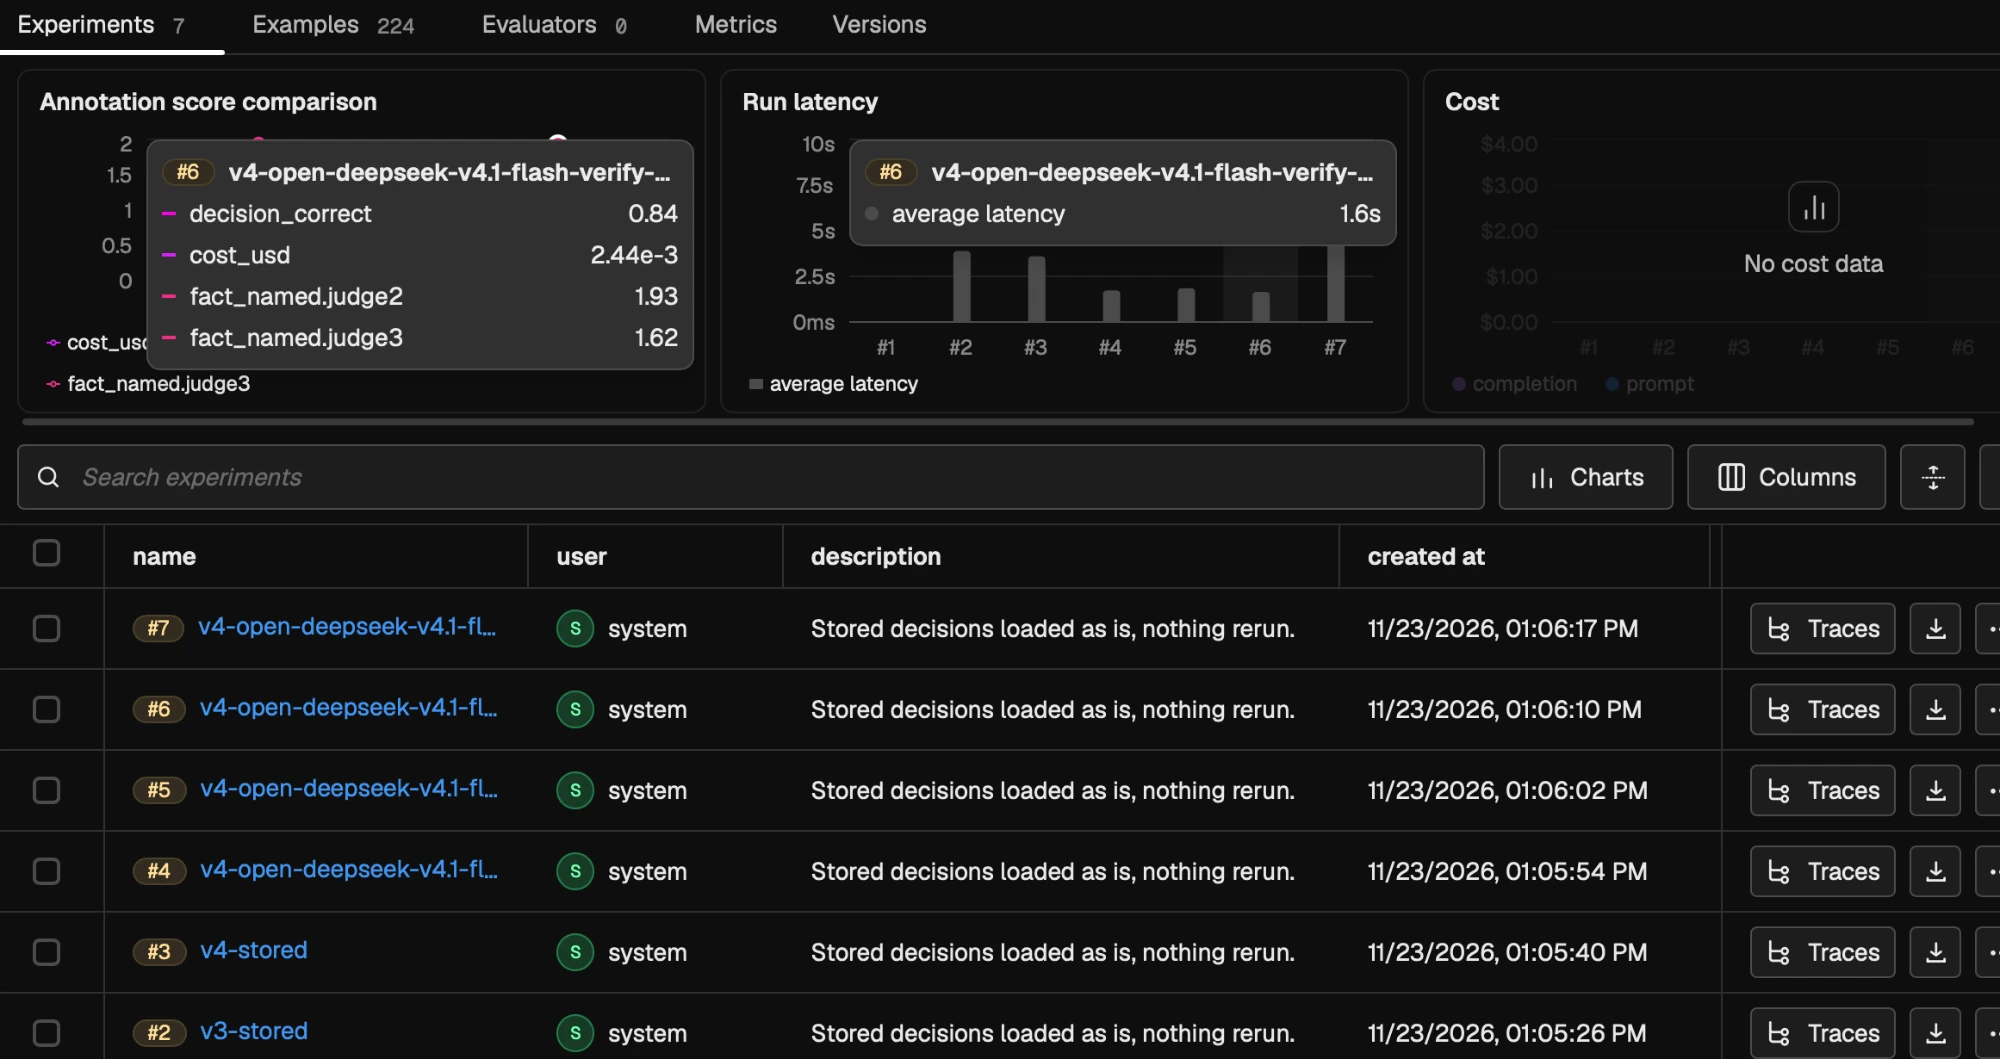 Experiments 7 Examples 224 Evaluators 0 Metrics Versions
Annotation score comparison
2
1.5
1
0.5
0
#6 v4-open-deepseek-v4.1-flash-verify-...
decision_correct 0.84
cost_usd 2.44e-3
fact_named.judge2 1.93
fact_named.judge3 1.62
cost_usd
fact_named.judge3
Run latency
10s
7.5s
5s
2.5s
0ms
#6 v4-open-deepseek-v4.1-flash-verify-...
average latency 1.6s
#1 #2 #3 #4 #5 #6 #7
average latency
Cost
$4.00
$3.00
$2.00
$1.00
$0.00
No cost data
#1 #2 #3 #4 #5 #6
completion prompt
Search experiments Charts Columns
name user description created at
#7 v4-open-deepseek-v4.1-fl... S system Stored decisions loaded as is, nothing rerun. 11/23/2026, 01:06:17 PM Traces
#6 v4-open-deepseek-v4.1-fl... S system Stored decisions loaded as is, nothing rerun. 11/23/2026, 01:06:10 PM Traces
#5 v4-open-deepseek-v4.1-fl... S system Stored decisions loaded as is, nothing rerun. 11/23/2026, 01:06:02 PM Traces
#4 v4-open-deepseek-v4.1-fl... S system Stored decisions loaded as is, nothing rerun. 11/23/2026, 01:05:54 PM Traces
#3 v4-stored S system Stored decisions loaded as is, nothing rerun. 11/23/2026, 01:05:40 PM Traces
#2 v3-stored S system Stored decisions loaded as is, nothing rerun. 11/23/2026, 01:05:26 PM Traces